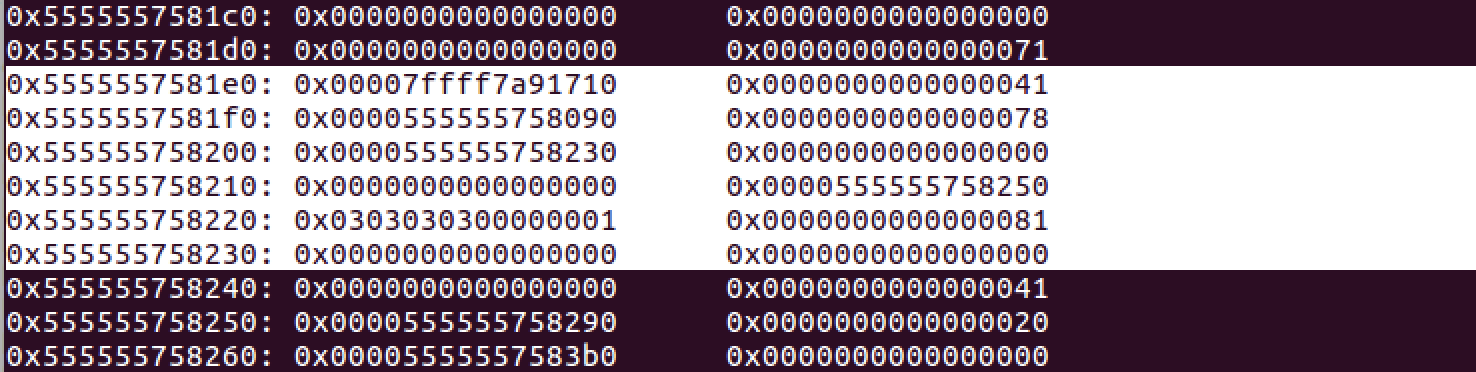 0x5555557581c0: 0x0000000000000000 0x0000000000000000
0x5555557581d0: 0x0000000000000000 0x0000000000000071
0x5555557581e0: 0x00007ffff7a91710 0x0000000000000041
0x5555557581f0: 0x0000555555758090 0x0000000000000078
0x555555758200: 0x0000555555758230 0x0000000000000000
0x555555758210: 0x0000000000000000 0x0000555555758250
0x555555758220: 0x0303030300000001 0x0000000000000081
0x555555758230: 0x0000000000000000 0x0000000000000000
0x555555758240: 0x0000000000000000 0x0000000000000041
0x555555758250: 0x0000555555758290 0x0000000000000020
0x555555758260: 0x00005555557583b0 0x0000000000000000